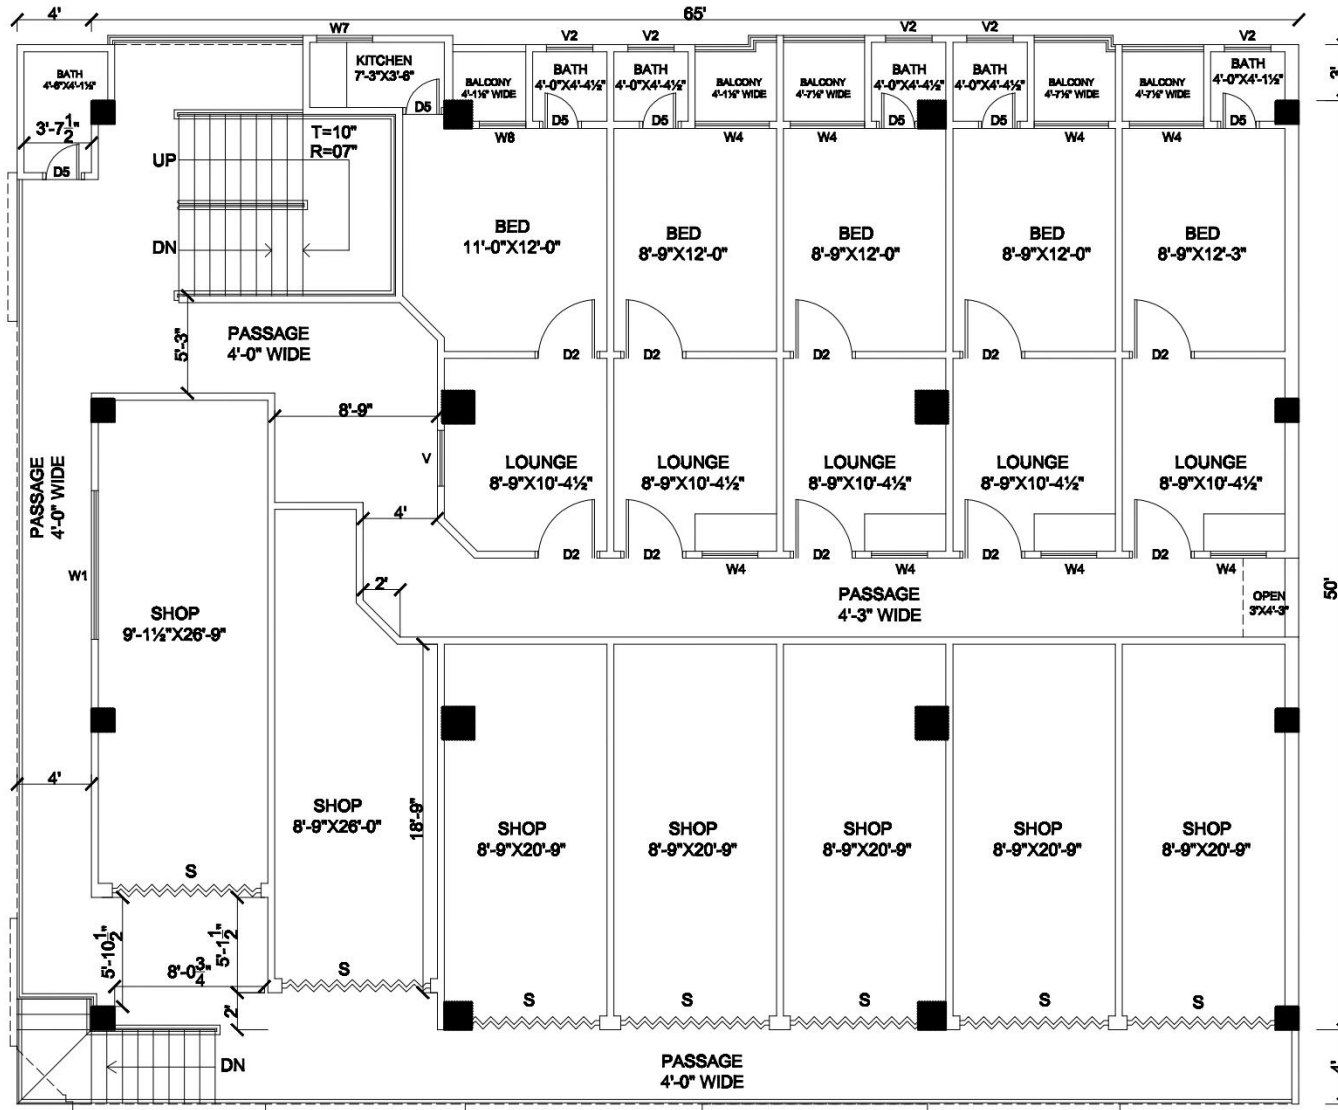 4'
65'
W7
V2
V2
V2
V2
V2
BATH
4'-6"X4'-1½"
KITCHEN
7'-3"X3'-6"
BALCONY
4'-1½" WIDE
BATH
4'-0"X4'-4½"
BATH
4'-0"X4'-4½"
BALCONY
4'-1½" WIDE
BALCONY
4'-7½" WIDE
BATH
4'-0"X4'-4½"
BATH
4'-0"X4'-4½"
BALCONY
4'-7½" WIDE
BALCONY
4'-7½" WIDE
BATH
4'-0"X4'-1½"
3'
D5
D5
D5
D5
D5
D5
3'-7½"
D5
T=10"
R=07"
W6
W4
W4
W4
W4
UP
DN
BED
11'-0"X12'-0"
BED
8'-9"X12'-0"
BED
8'-9"X12'-0"
BED
8'-9"X12'-0"
BED
8'-9"X12'-3"
5'-3"
PASSAGE
4'-0" WIDE
D2
D2
D2
D2
D2
8'-9"
V
PASSAGE
4'-0" WIDE
LOUNGE
8'-9"X10'-4½"
LOUNGE
8'-9"X10'-4½"
LOUNGE
8'-9"X10'-4½"
LOUNGE
8'-9"X10'-4½"
LOUNGE
8'-9"X10'-4½"
4'
D2
D2
D2
D2
D2
W4
W4
W4
W4
W1
2'
PASSAGE
4'-3" WIDE
OPEN
3'X4'-3"
50'
SHOP
9'-1½"X26'-9"
4'
SHOP
8'-9"X26'-0"
18'-9"
SHOP
8'-9"X20'-9"
SHOP
8'-9"X20'-9"
SHOP
8'-9"X20'-9"
SHOP
8'-9"X20'-9"
SHOP
8'-9"X20'-9"
S
5'-10½"
5'-1½"
8'-0¾"
S
2'
S
S
S
S
S
DN
PASSAGE
4'-0" WIDE
4'